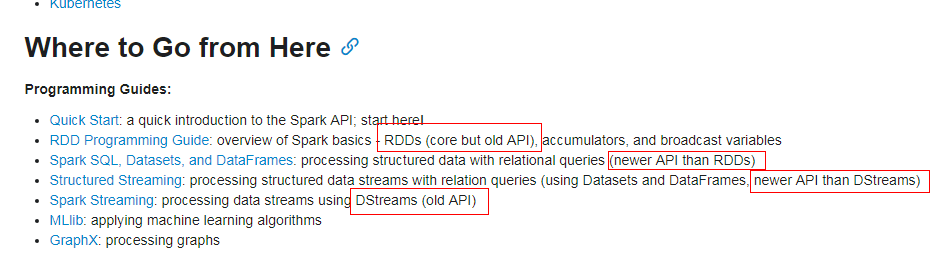 Kubernetes
Where to Go from Here
Programming Guides:
Quick Start: a quick introduction to the Spark API; start here!
RDD Programming Guide: overview of Spark basics - RDDs (core but old API), accumulators, and broadcast variables
Spark SQL, Datasets, and DataFrames: processing structured data with relational queries (newer API than RDDs)
Structured Streaming: processing structured data streams with relation queries (using Datasets and DataFrames, newer API than DStreams)
Spark Streaming: processing data streams using DStreams (old API)
MLlib: applying machine learning algorithms
GraphX: processing graphs